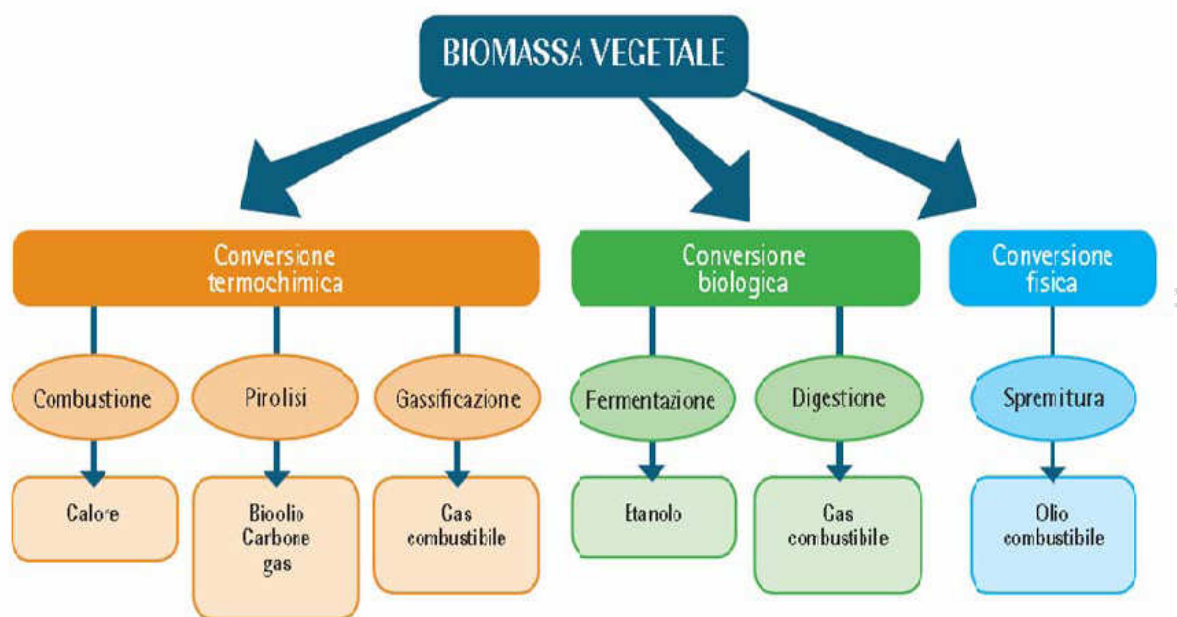 BIOMASSA VEGETALE
Conversione
termochimica
Conversione
biologica
Conversione
fisica
Combustione
Pirolisi
Gassificazione
Fermentazione
Digestione
Spremitura
Calore
Bioolio
Carbone
gas
Gas
combustibile
Etanolo
Gas
combustibile
Olio
combustibile